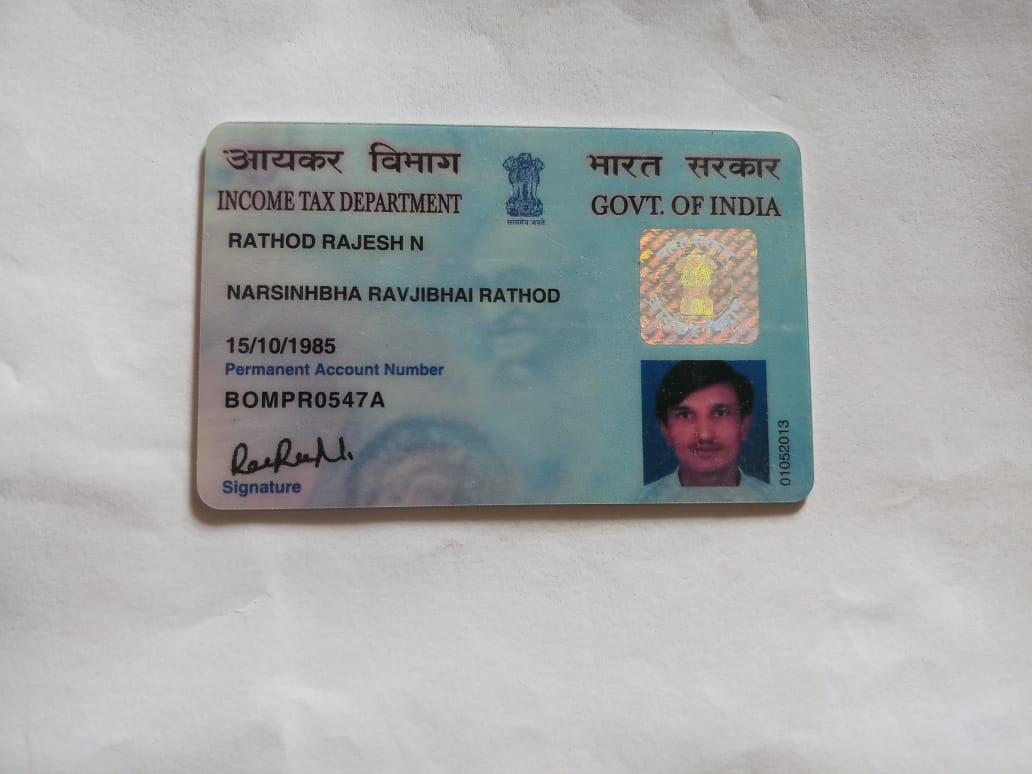 आयकर विभाग
भारत सरकार
INCOME TAX DEPARTMENT
GOVT. OF INDIA
सत्यमेव जयते
RATHOD RAJESH N
NARSINHBHA RAVJIBHAI RATHOD
15/10/1985
Permanent Account Number
BOMPR0547A
Signature
01052013